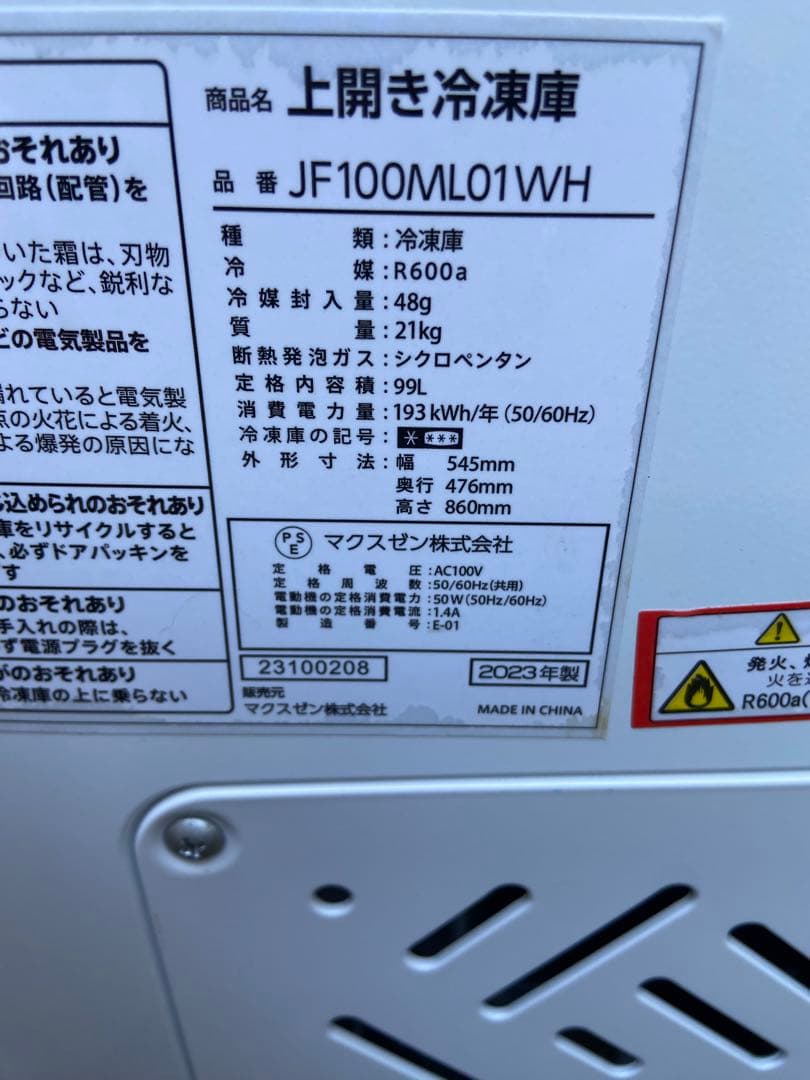 おそれあり
回路(配管)を
いた霜は、刃物
ックなど、鋭利な
らない
どの電気製品を
漏れていると電気製
点の火花による着火、
よる爆発の原因にな
込められのおそれあり
庫をリサイクルすると
、必ずドアパッキンを
す
のおそれあり
手入れの際は、
ず電源プラグを抜く
がのおそれあり
冷凍庫の上に乗らない
商品名 上開き冷凍庫
品番 JF100ML01WH
種類:冷凍庫
冷媒:R600a
冷媒封入量:48g
質量:21kg
断熱発泡ガス:シクロペンタン
定格内容積:99L
消費電力量:193kWh/年(50/60Hz)
冷凍庫の記号:* ***
外形寸法:幅 545mm
奥行 476mm
高さ 860mm
PSE マクスゼン株式会社
定格電圧:AC100V
定格周波数:50/60Hz(共用)
電動機の定格消費電力:50W(50Hz/60Hz)
電動機の定格消費電流:1.4A
製造番号:E-01
23100208 2023年製
販売元
マクスゼン株式会社 MADE IN CHINA
発火、
火を
R600a(